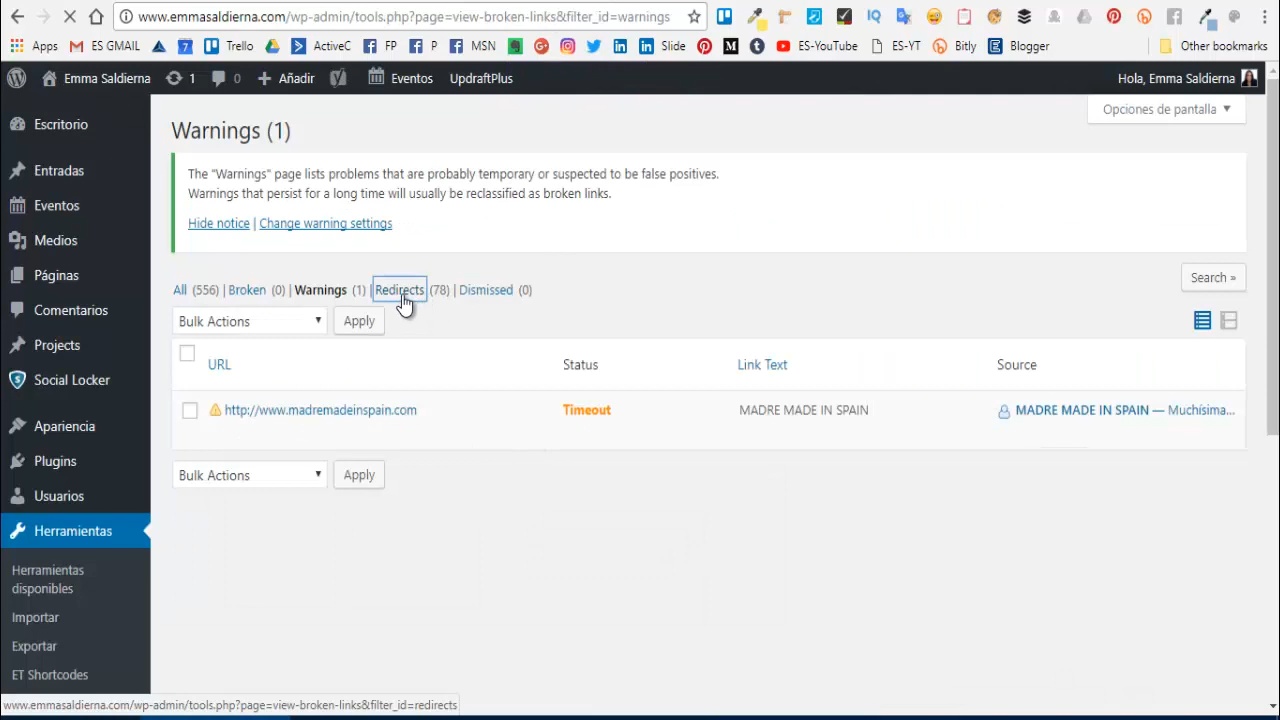 www.emmasaldierna.com/wp-admin/tools.php?page=view-broken-links&filter_id=warnings
Apps ES GMAIL 7 Trello ActiveC FP P MSN Slide ES-YouTube ES-YT Bitly Blogger Other bookmarks
Emma Saldierna 1 0 Añadir Eventos UpdraftPlus Hola, Emma Saldierna
Opciones de pantalla
Escritorio
Entradas
Eventos
Medios
Páginas
Comentarios
Projects
Social Locker
Apariencia
Plugins
Usuarios
Herramientas
Herramientas
disponibles
Importar
Exportar
ET Shortcodes
Warnings (1)
The "Warnings" page lists problems that are probably temporary or suspected to be false positives.
Warnings that persist for a long time will usually be reclassified as broken links.
Hide notice | Change warning settings
Search »
All (556) | Broken (0) | Warnings (1) | Redirects (78) | Dismissed (0)
Bulk Actions Apply
URL Status Link Text Source
http://www.madremadeinspain.com Timeout MADRE MADE IN SPAIN MADRE MADE IN SPAIN — Muchísima...
Bulk Actions Apply
www.emmasaldierna.com/wp-admin/tools.php?page=view-broken-links&filter_id=redirects